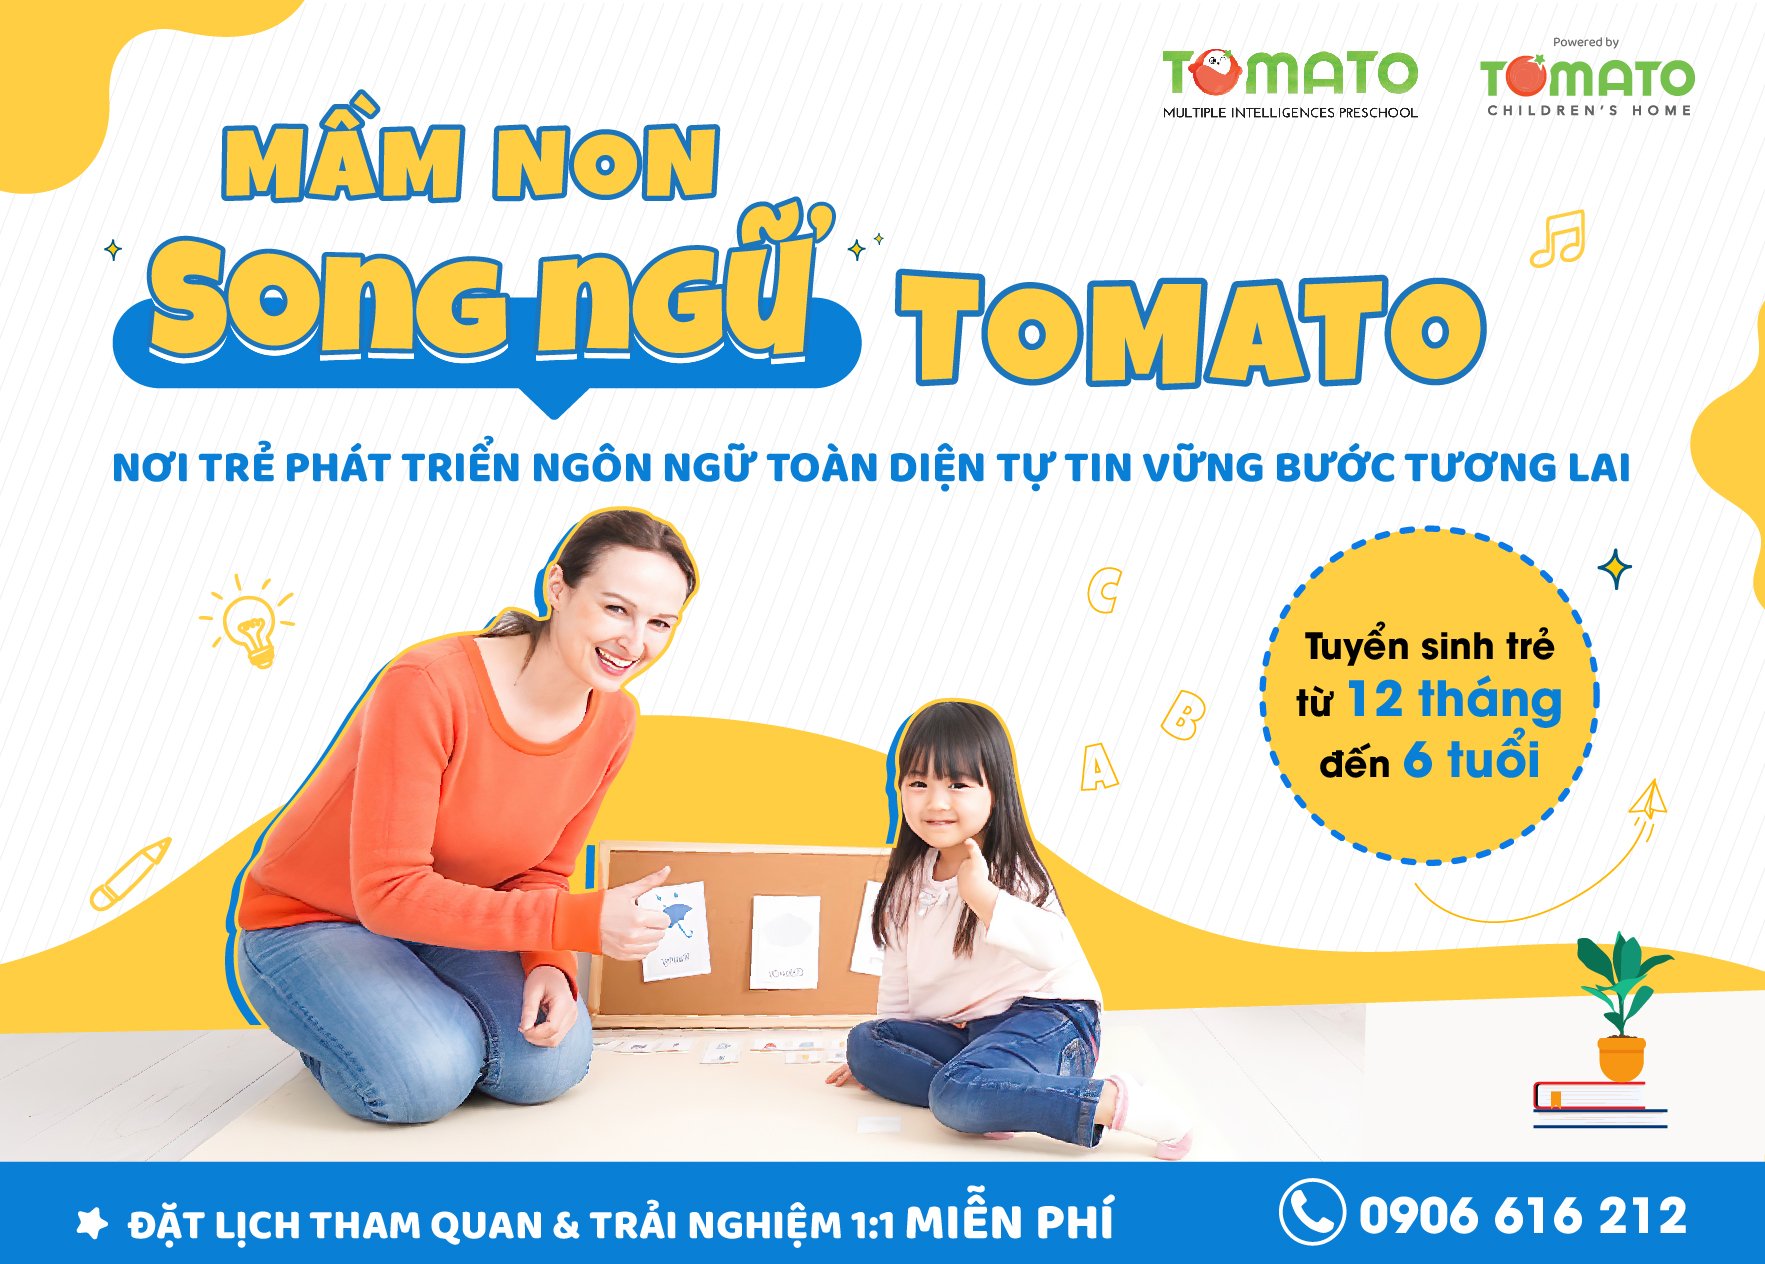 TOMATO
MULTIPLE INTELLIGENCES PRESCHOOL
Powered by
TOMATO
CHILDREN'S HOME
MẦM NON
SONG NGỮ TOMATO
NƠI TRẺ PHÁT TRIỂN NGÔN NGỮ TOÀN DIỆN TỰ TIN VỮNG BƯỚC TƯƠNG LAI
C
B
A
Tuyển sinh trẻ
từ 12 tháng
đến 6 tuổi
ĐẶT LỊCH THAM QUAN & TRẢI NGHIỆM 1:1 MIỄN PHÍ
0906 616 212